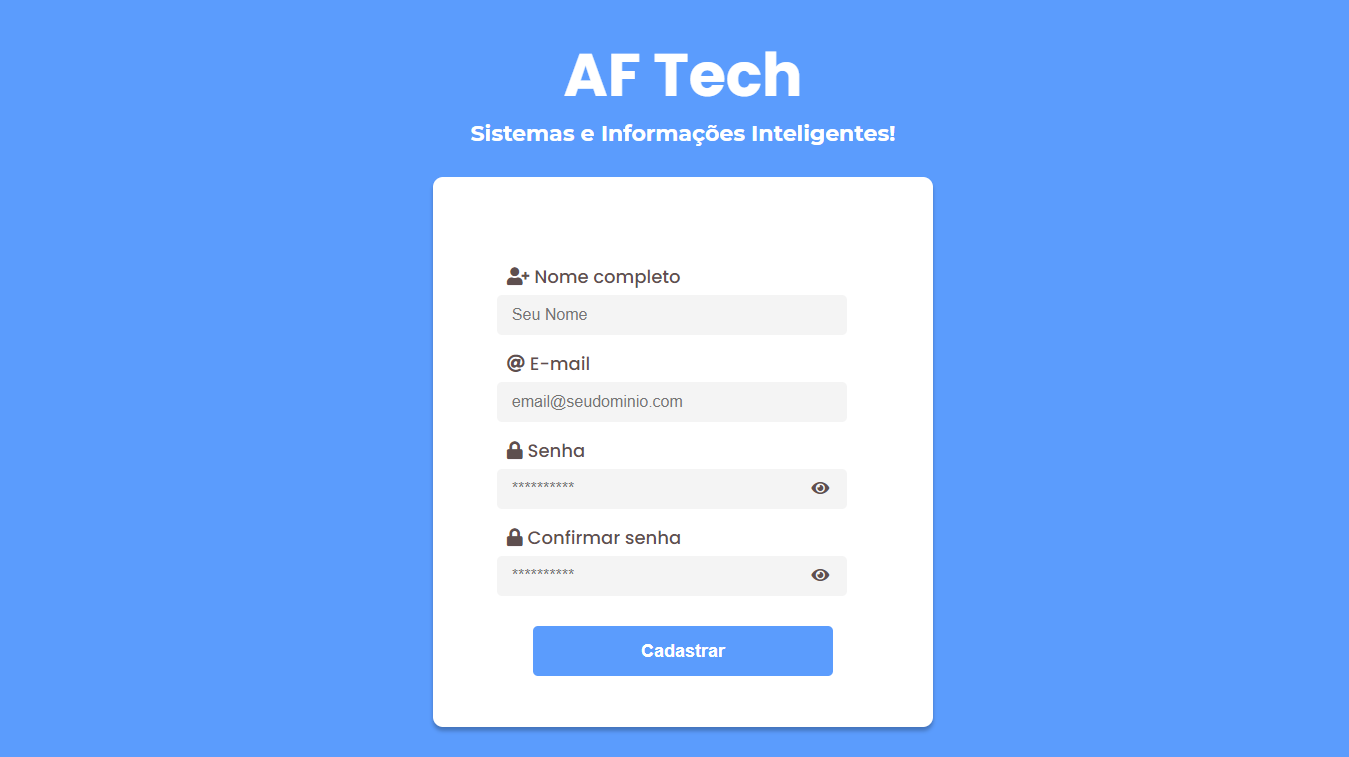 AF Tech
Sistemas e Informações Inteligentes!
Nome completo
Seu Nome
E-mail
email@seudominio.com
Senha
**********
Confirmar senha
**********
Cadastrar